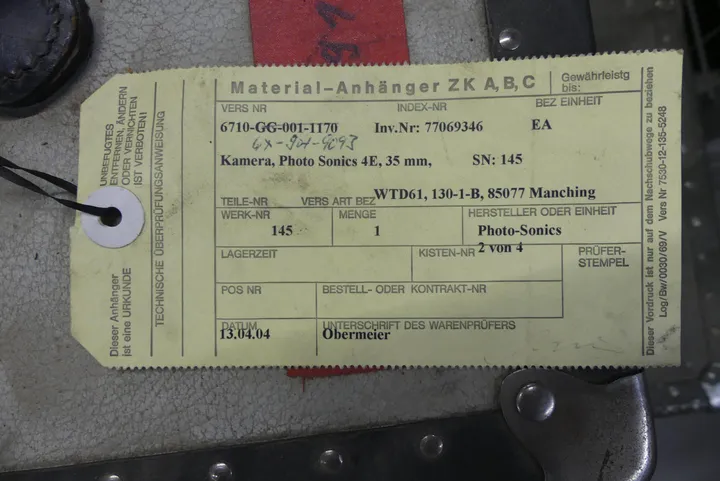 Material-Anhänger ZK A, B, C
Gewährfeistg bis:
VERS NR INDEX-NR BEZ EINHEIT
6710-GG-001-1170 Inv.Nr: 77069346 EA
Kamera, Photo Sonics 4E, 35 mm, SN: 145
WTD61, 130-1-B, 85077 Manching
TEILE-NR VERS ART BEZ
WERK-NR MENGE HERSTELLER ODER EINHEIT
145 1 Photo-Sonics
2 von 4
LAGERZEIT KISTEN-NR PRÜFER-STEMPEL
POS NR BESTELL- ODER KONTRAKT-NR
DATUM UNTERSCHRIFT DES WARENPRÜFERS
13.04.04 Obermeier
UNBEFUGTES
ENTFERNEN, ÄNDERN
ODER VERNICHTEN
IST VERBOTEN!
Dieser Anhänger
ist eine URKUNDE
TECHNISCHE ÜBERPRÜFUNGSANWEISUNG
Dieser Vordruck ist nur auf dem Nachschubwege zu beziehen
Log/Bw/0030/69/V Vers Nr 7530-12-135-5248